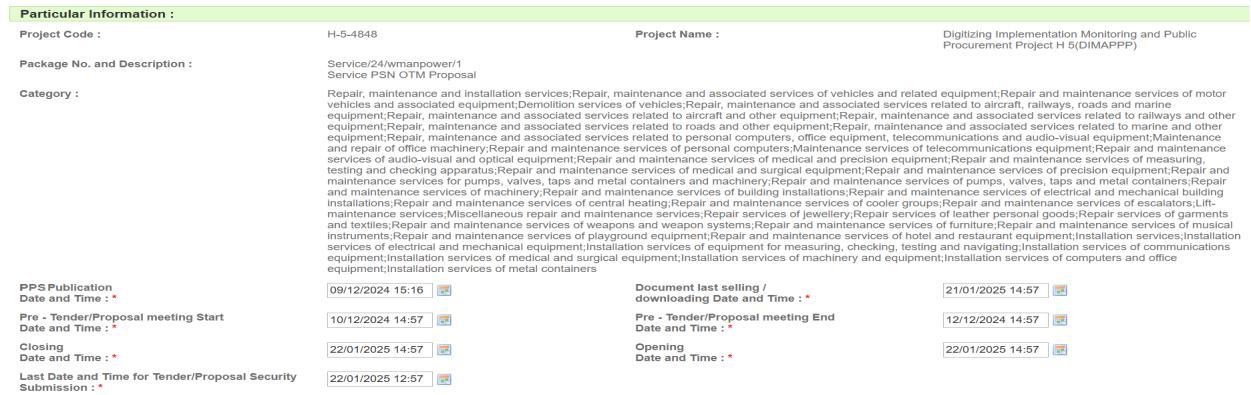 Particular Information :
Project Code :
H-5-4848
Project Name :
Digitizing Implementation Monitoring and Public
Procurement Project H 5(DIMAPPP)
Package No. and Description :
Service/24/wmanpower/1
Service PSN OTM Proposal
Category :
Repair, maintenance and installation services;Repair, maintenance and associated services of vehicles and related equipment;Repair and maintenance services of motor
vehicles and associated equipment;Demolition services of vehicles;Repair, maintenance and associated services related to aircraft, railways, roads and marine
equipment;Repair, maintenance and associated services related to aircraft and other equipment;Repair, maintenance and associated services related to railways and other
equipment;Repair, maintenance and associated services related to roads and other equipment;Repair, maintenance and associated services related to marine and other
equipment;Repair, maintenance and associated services related to personal computers, office equipment, telecommunications and audio-visual equipment;Maintenance
and repair of office machinery;Repair and maintenance services of personal computers;Maintenance services of telecommunications equipment;Repair and maintenance
services of audio-visual and optical equipment;Repair and maintenance services of medical and precision equipment;Repair and maintenance services of measuring,
testing and checking apparatus;Repair and maintenance services of medical and surgical equipment;Repair and maintenance services of precision equipment;Repair and
maintenance services for pumps, valves, taps and metal containers and machinery;Repair and maintenance services of pumps, valves, taps and metal containers;Repair
and maintenance services of machinery;Repair and maintenance services of building installations;Repair and maintenance services of electrical and mechanical building
installations;Repair and maintenance services of central heating;Repair and maintenance services of cooler groups;Repair and maintenance services of escalators;Lift-
maintenance services;Miscellaneous repair and maintenance services;Repair services of jewellery;Repair services of leather personal goods;Repair services of garments
and textiles;Repair and maintenance services of weapons and weapon systems;Repair and maintenance services of furniture;Repair and maintenance services of musical
instruments;Repair and maintenance services of playground equipment;Repair and maintenance services of hotel and restaurant equipment;Installation services;Installation
services of electrical and mechanical equipment;Installation services of equipment for measuring, checking, testing and navigating;Installation services of communications
equipment;Installation services of medical and surgical equipment;Installation services of machinery and equipment;Installation services of computers and office
equipment;Installation services of metal containers
PPS Publication
Date and Time : *
09/12/2024 15:16
Document last selling /
downloading Date and Time : *
21/01/2025 14:57
Pre - Tender/Proposal meeting Start
Date and Time : *
10/12/2024 14:57
Pre - Tender/Proposal meeting End
Date and Time : *
12/12/2024 14:57
Closing
Date and Time : *
22/01/2025 14:57
Opening
Date and Time : *
22/01/2025 14:57
Last Date and Time for Tender/Proposal Security
Submission : *
22/01/2025 12:57